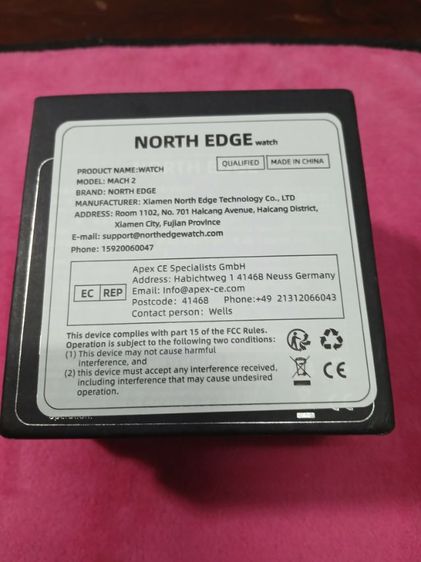 NORTH EDGE watch
QUALIFIED MADE IN CHINA
PRODUCT NAME:WATCH
MODEL: MACH 2
BRAND: NORTH EDGE
MANUFACTURER: Xiamen North Edge Technology Co., LTD
ADDRESS: Room 1102, No. 701 Haicang Avenue, Haicang District,
Xiamen City, Fujian Province
E-mail: support@northedgewatch.com
Phone: 15920060047
EC REP
Apex CE Specialists GmbH
Address: Habichtweg 1 41468 Neuss Germany
Email: Info@apex-ce.com
Postcode: 41468 Phone:+49 21312066043
Contact person: Wells
This device complies with part 15 of the FCC Rules.
Operation is subject to the following two conditions:
(1) This device may not cause harmful
interference, and
(2) this device must accept any interference received,
including interference that may cause undesired
operation.
CE
operation.